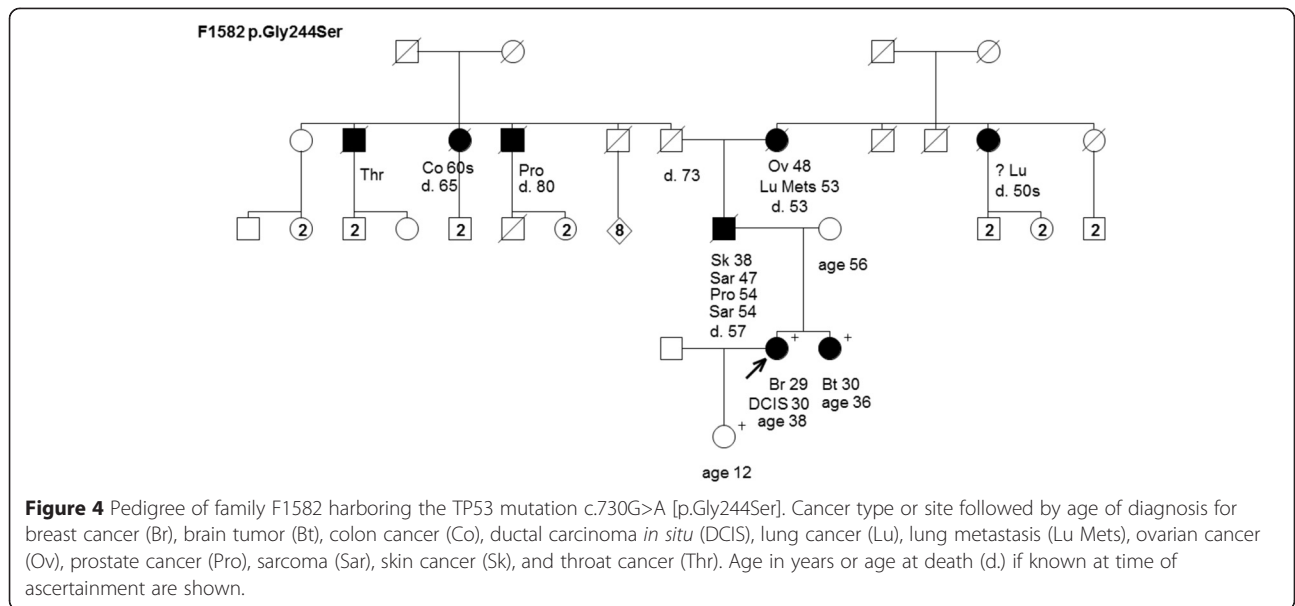 F1582 p.Gly244Ser
Thr
Co 60s
d. 65
Pro
d. 80
d. 73
Ov 48
Lu Mets 53
d. 53
? Lu
d. 50s
2
2
2
2
8
2
2
2
Sk 38
Sar 47
Pro 54
Sar 54
d. 57
age 56
+
+
Br 29
DCIS 30
age 38
Bt 30
age 36
+
age 12
Figure 4 Pedigree of family F1582 harboring the TP53 mutation c.730G>A [p.Gly244Ser]. Cancer type or site followed by age of diagnosis for
breast cancer (Br), brain tumor (Bt), colon cancer (Co), ductal carcinoma in situ (DCIS), lung cancer (Lu), lung metastasis (Lu Mets), ovarian cancer
(Ov), prostate cancer (Pro), sarcoma (Sar), skin cancer (Sk), and throat cancer (Thr). Age in years or age at death (d.) if known at time of
ascertainment are shown.